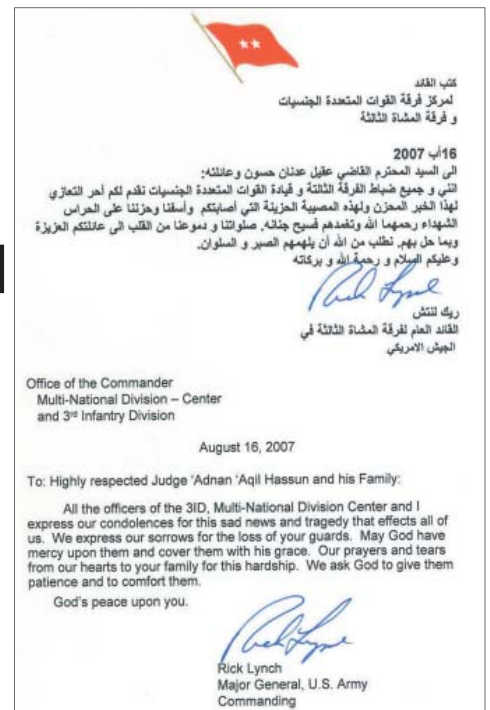 كتب القائد
لمركز فرقة القوات المتعددة الجنسيات
و فرقة المشاة الثالثة
16آب 2007
الى السيد المحترم القاضي عقيل عدنان حسون وعائلته:
انني و جميع ضباط الفرقة الثالثة و قيادة القوات المتعددة الجنسيات نقدم لكم أحر التعازي
لهذا الخبر المحزن ولهذه المصيبة الحزينة التي أصابتكم وأسفنا وحزننا على الحراس
الشهداء رحمهما الله وتغمدهم فسيح جنانه. صلواتنا و دموعنا من القلب الى عائلتكم العزيزة
وبما حل بهم. نطلب من الله أن يلهمهم الصبر و السلوان.
وعليكم السلام و رحمة الله و بركاته
ريك لنتش
القائد العام لفرقة المشاة الثالثة في
الجيش الامريكي
Office of the Commander
Multi-National Division – Center
and 3rd Infantry Division
August 16, 2007
To: Highly respected Judge 'Adnan 'Aqil Hassun and his Family:
All the officers of the 3ID, Multi-National Division Center and I
express our condolences for this sad news and tragedy that effects all of
us. We express our sorrows for the loss of your guards. May God have
mercy upon them and cover them with his grace. Our prayers and tears
from our hearts to your family for this hardship. We ask God to give them
patience and to comfort them.
God's peace upon you.
Rick Lynch
Major General, U.S. Army
Commanding